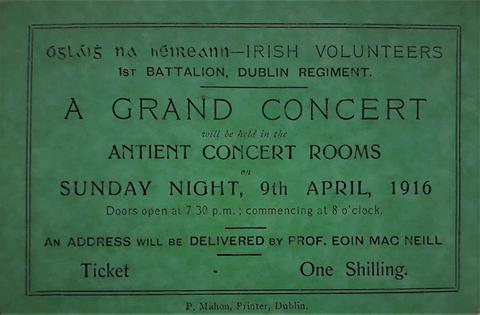 Ógláiġ na hÉireann—IRISH VOLUNTEERS
1ST BATTALION, DUBLIN REGIMENT.
A GRAND CONCERT
will be held in the
ANTIENT CONCERT ROOMS
on
SUNDAY NIGHT, 9th APRIL, 1916
Doors open at 7 30 p.m.; commencing at 8 o'clock.
AN ADDRESS WILL BE DELIVERED BY PROF. EOIN MAC NEILL
Ticket - One Shilling.
P. Mahon, Printer, Dublin.